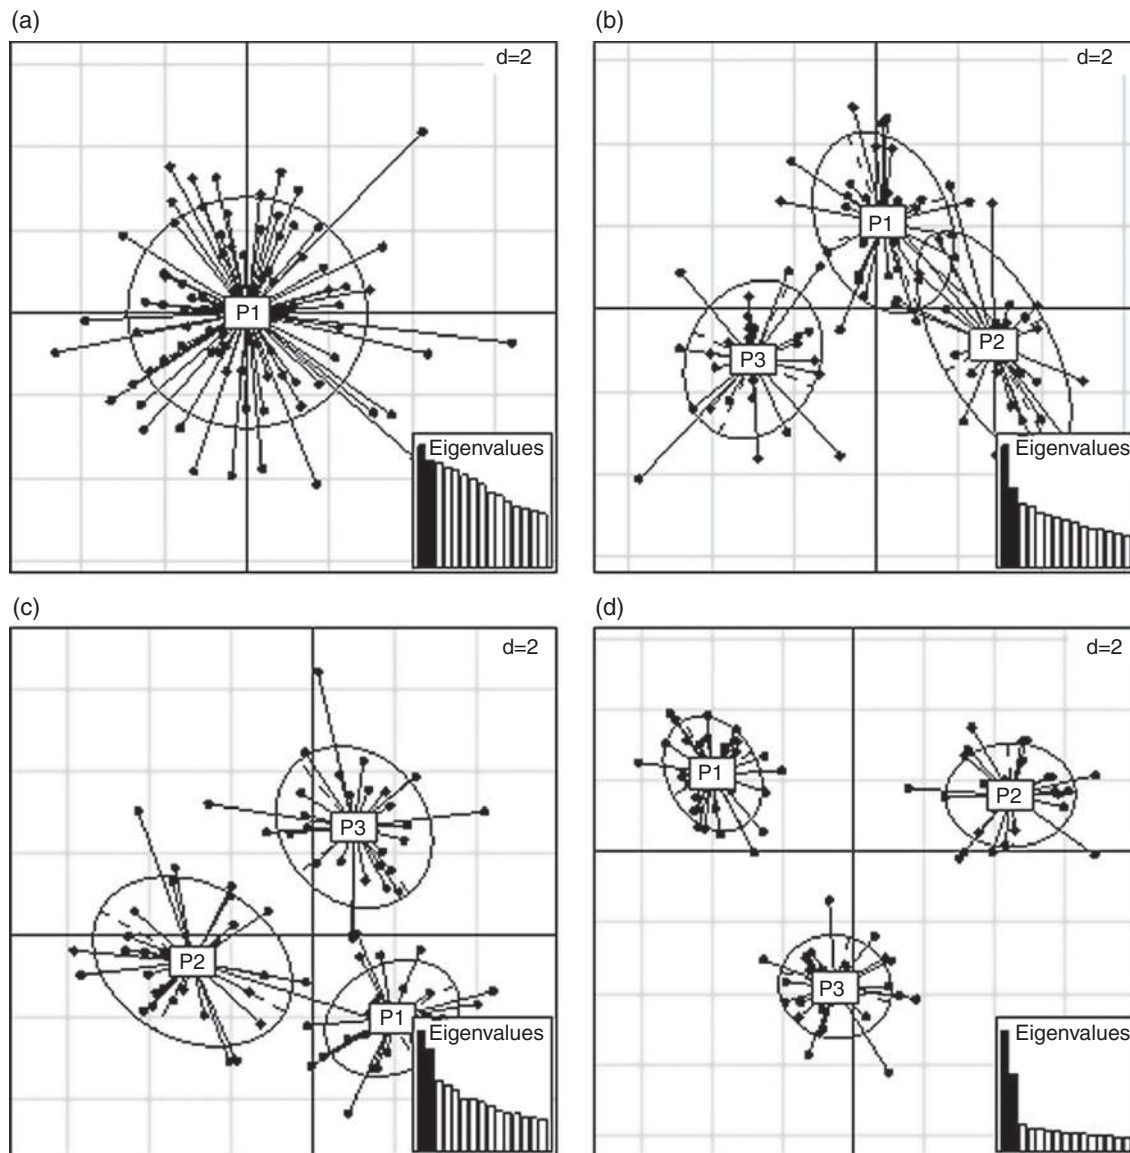 (a)
d=2
P1
Eigenvalues
(b)
d=2
P1
P2
P3
Eigenvalues
(c)
d=2
P3
P2
P1
Eigenvalues
(d)
d=2
P1
P2
P3
Eigenvalues